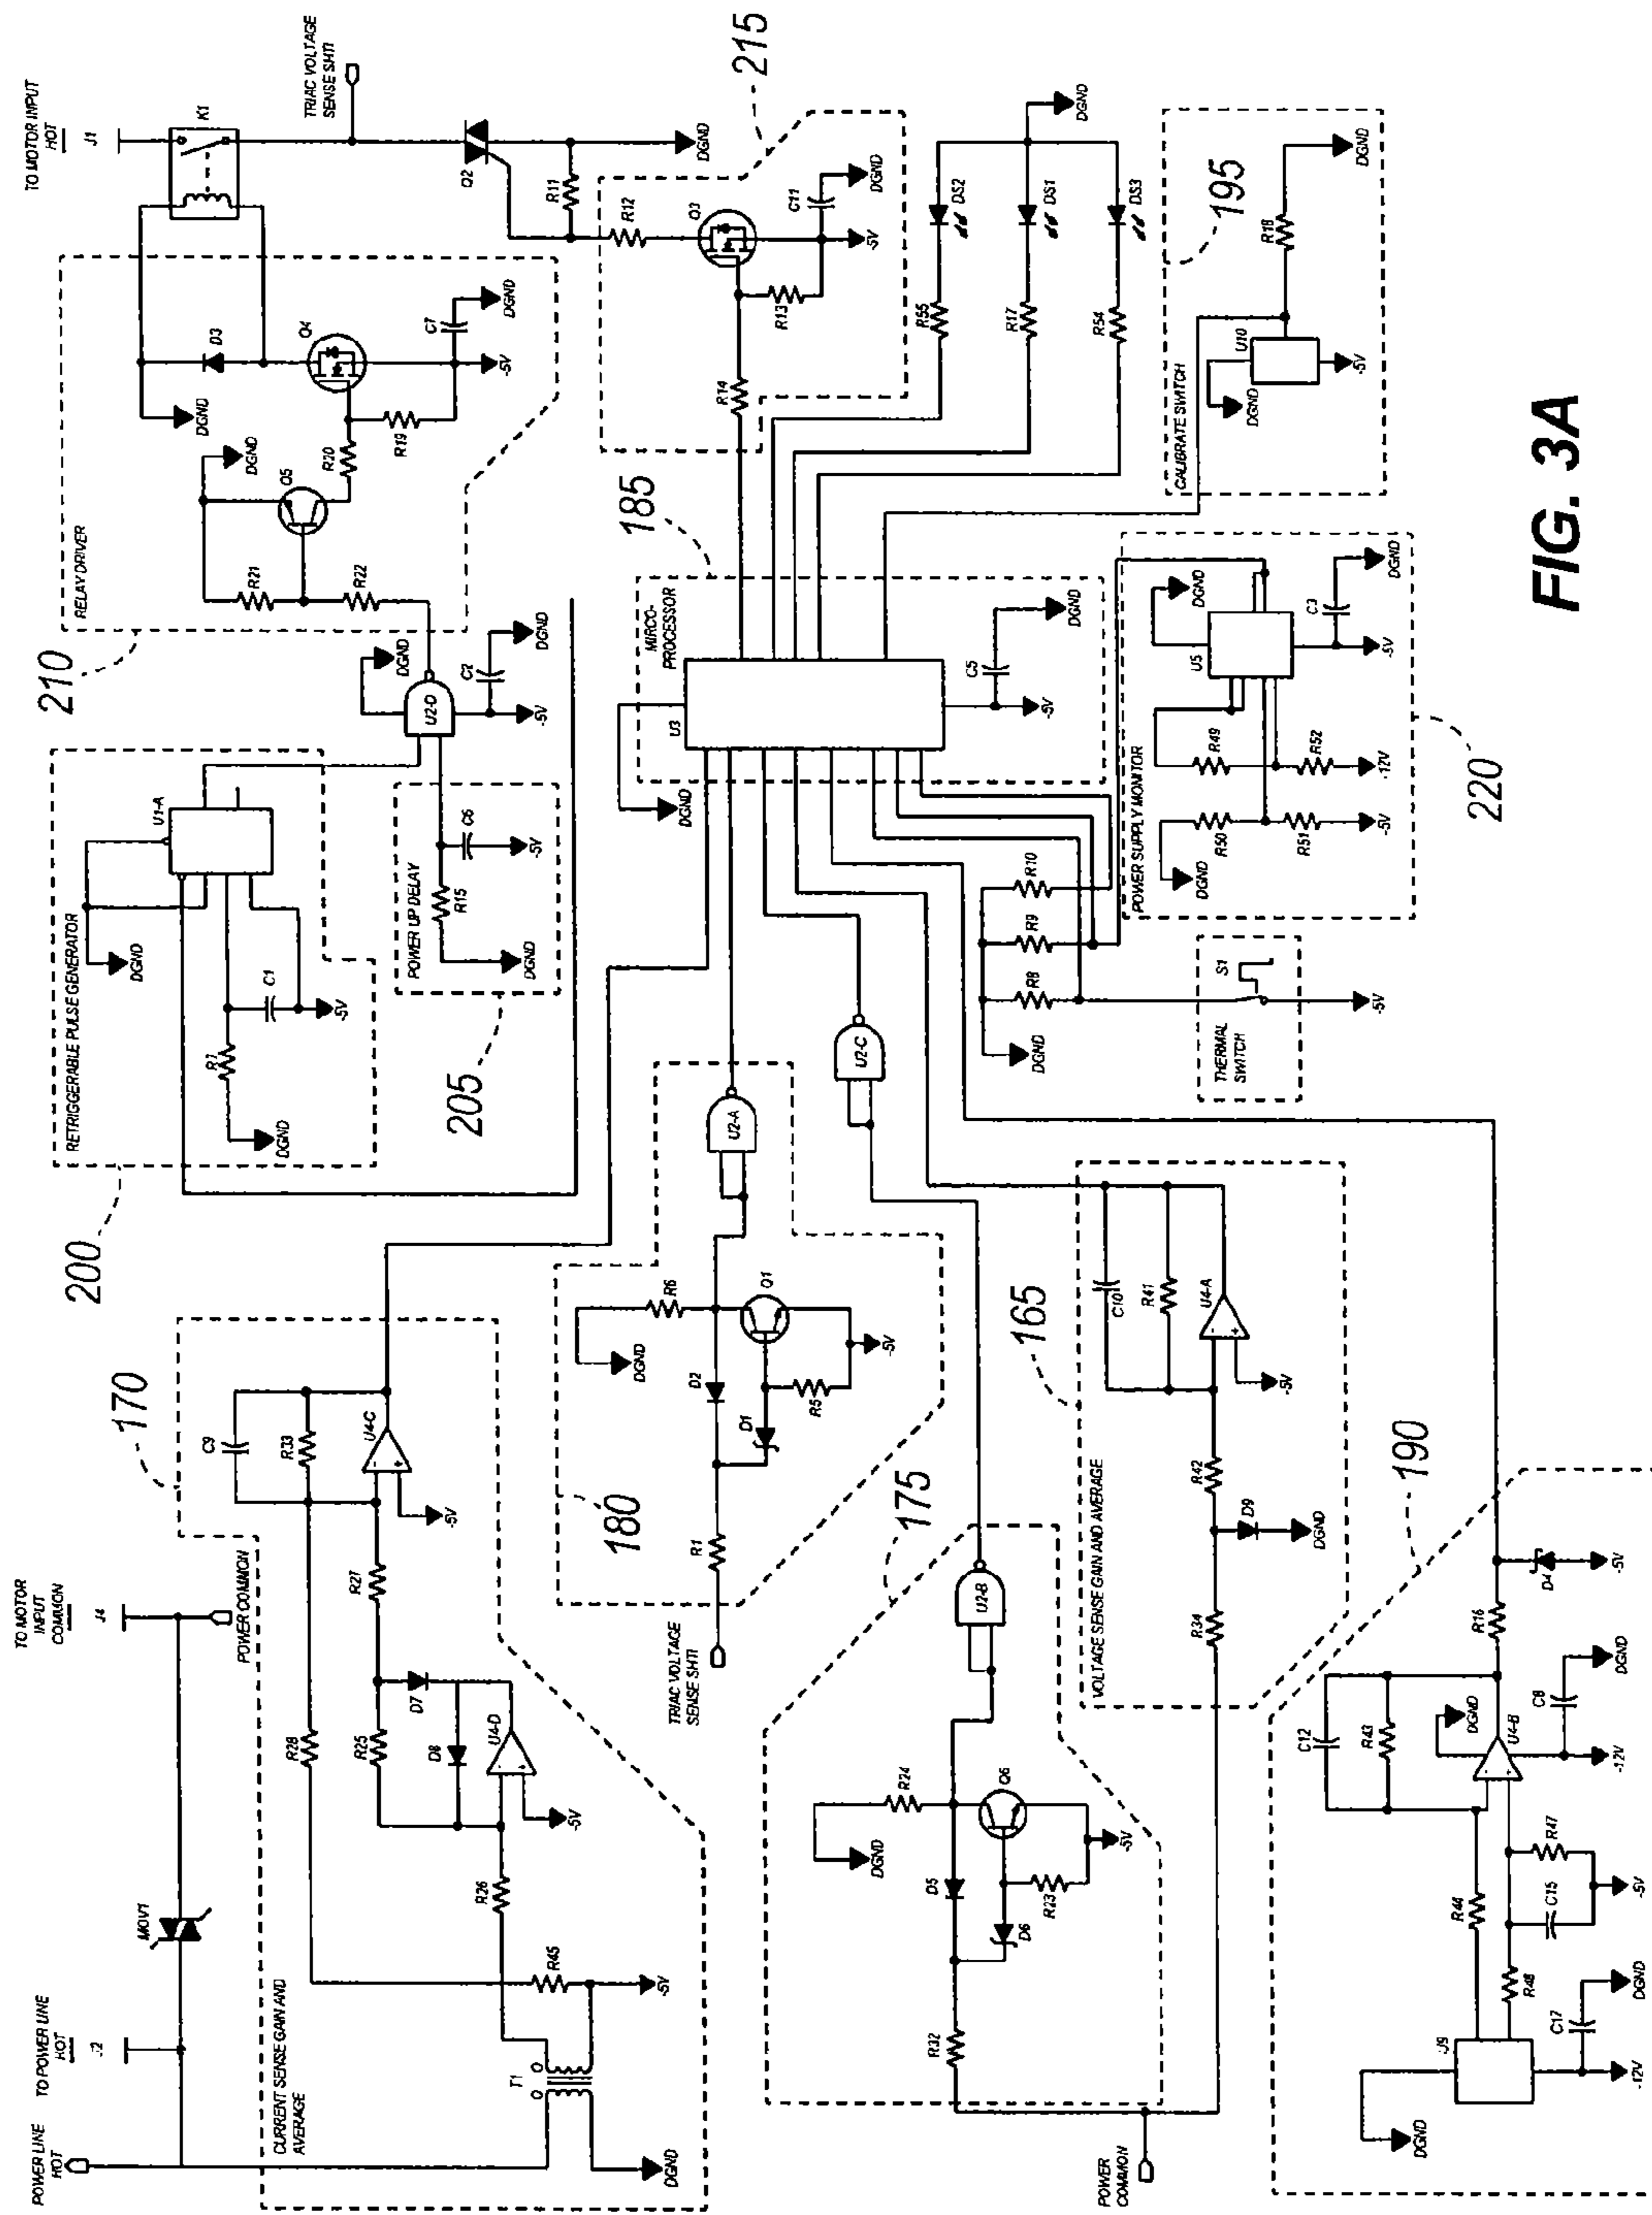 TO MOTOR INPUT
HOT
J1
K1
TRIAC VOLTAGE
SENSE SHT1
Q2
R11
DGND
215
R12
Q3
C11
DGND
-5V
R13
R14
RELAY DRIVER
210
D3
DGND
Q4
C7
DGND
-5V
R19
R20
Q5
DGND
R21
R22
RETRIGGERABLE PULSE GENERATOR
200
U1-A
DGND
R7
C1
-5V
DGND
POWER UP DELAY
205
R15
C6
-5V
DGND
U2-D
DGND
C2
DGND
-5V
MIRCO-
PROCESSOR
185
U3
DGND
C5
DGND
-5V
R55
DS2
R17
DS1
R54
DS3
DGND
CALIBRATE SWITCH
195
U10
DGND
-5V
R18
DGND
POWER SUPPLY MONITOR
220
U5
DGND
C3
DGND
-5V
R49
R52
-12V
R50
R51
-5V
DGND
R8
R9
R10
DGND
THERMAL
SWITCH
S1
-5V
POWER LINE
HOT
TO POWER LINE
HOT
J2
MOV1
TO MOTOR
INPUT
COMMON
J4
POWER COMMON
CURRENT SENSE GAIN AND
AVERAGE
170
T1
DGND
R45
-5V
R26
R28
R25
D8
D7
U4-D
-5V
R27
R33
C9
U4-C
-5V
TRIAC VOLTAGE
SENSE SHT1
180
R1
D2
D1
R5
R6
DGND
Q1
-5V
U2-A
U2-C
175
R32
D5
D6
R23
R24
DGND
Q6
-5V
U2-B
POWER
COMMON
VOLTAGE SENSE GAIN AND AVERAGE
165
R34
D9
DGND
R42
C10
R41
U4-A
-5V
190
U9
DGND
-12V
C17
DGND
R44
R48
C15
R47
-5V
C12
R43
DGND
U4-B
-12V
C8
DGND
R16
D4
-5V
FIG. 3A